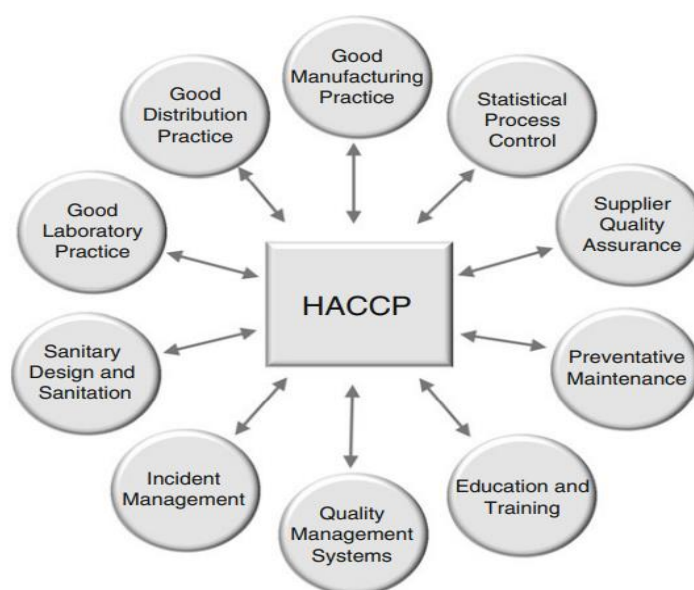 Good
Manufacturing
Practice
Statistical
Process
Control
Supplier
Quality
Assurance
Preventative
Maintenance
Education and
Training
Quality
Management
Systems
Incident
Management
Sanitary
Design and
Sanitation
Good
Laboratory
Practice
Good
Distribution
Practice
HACCP